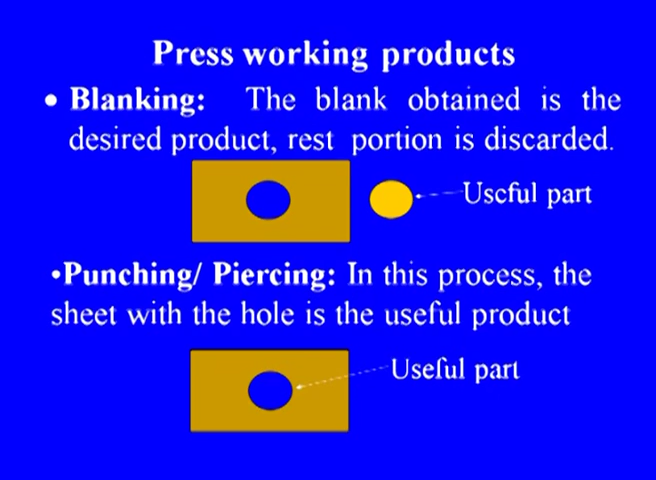 Press working products
• Blanking: The blank obtained is the
desired product, rest portion is discarded.
Useful part
•Punching/ Piercing: In this process, the
sheet with the hole is the useful product
Useful part